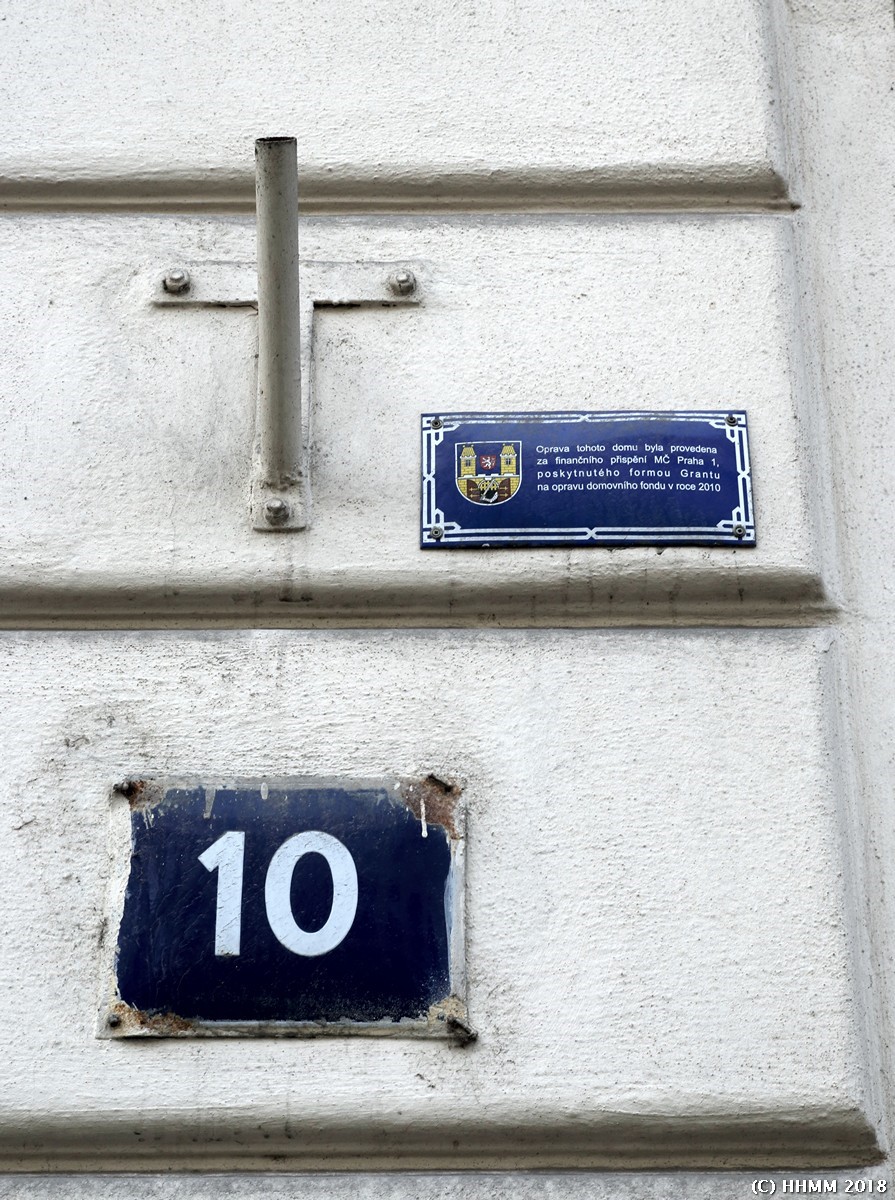 Oprava tohoto domu byla provedena
za finančního přispění MČ Praha 1,
poskytnutého formou Grantu
na opravu domovního fondu v roce 2010
10
(C) HHMM 2018